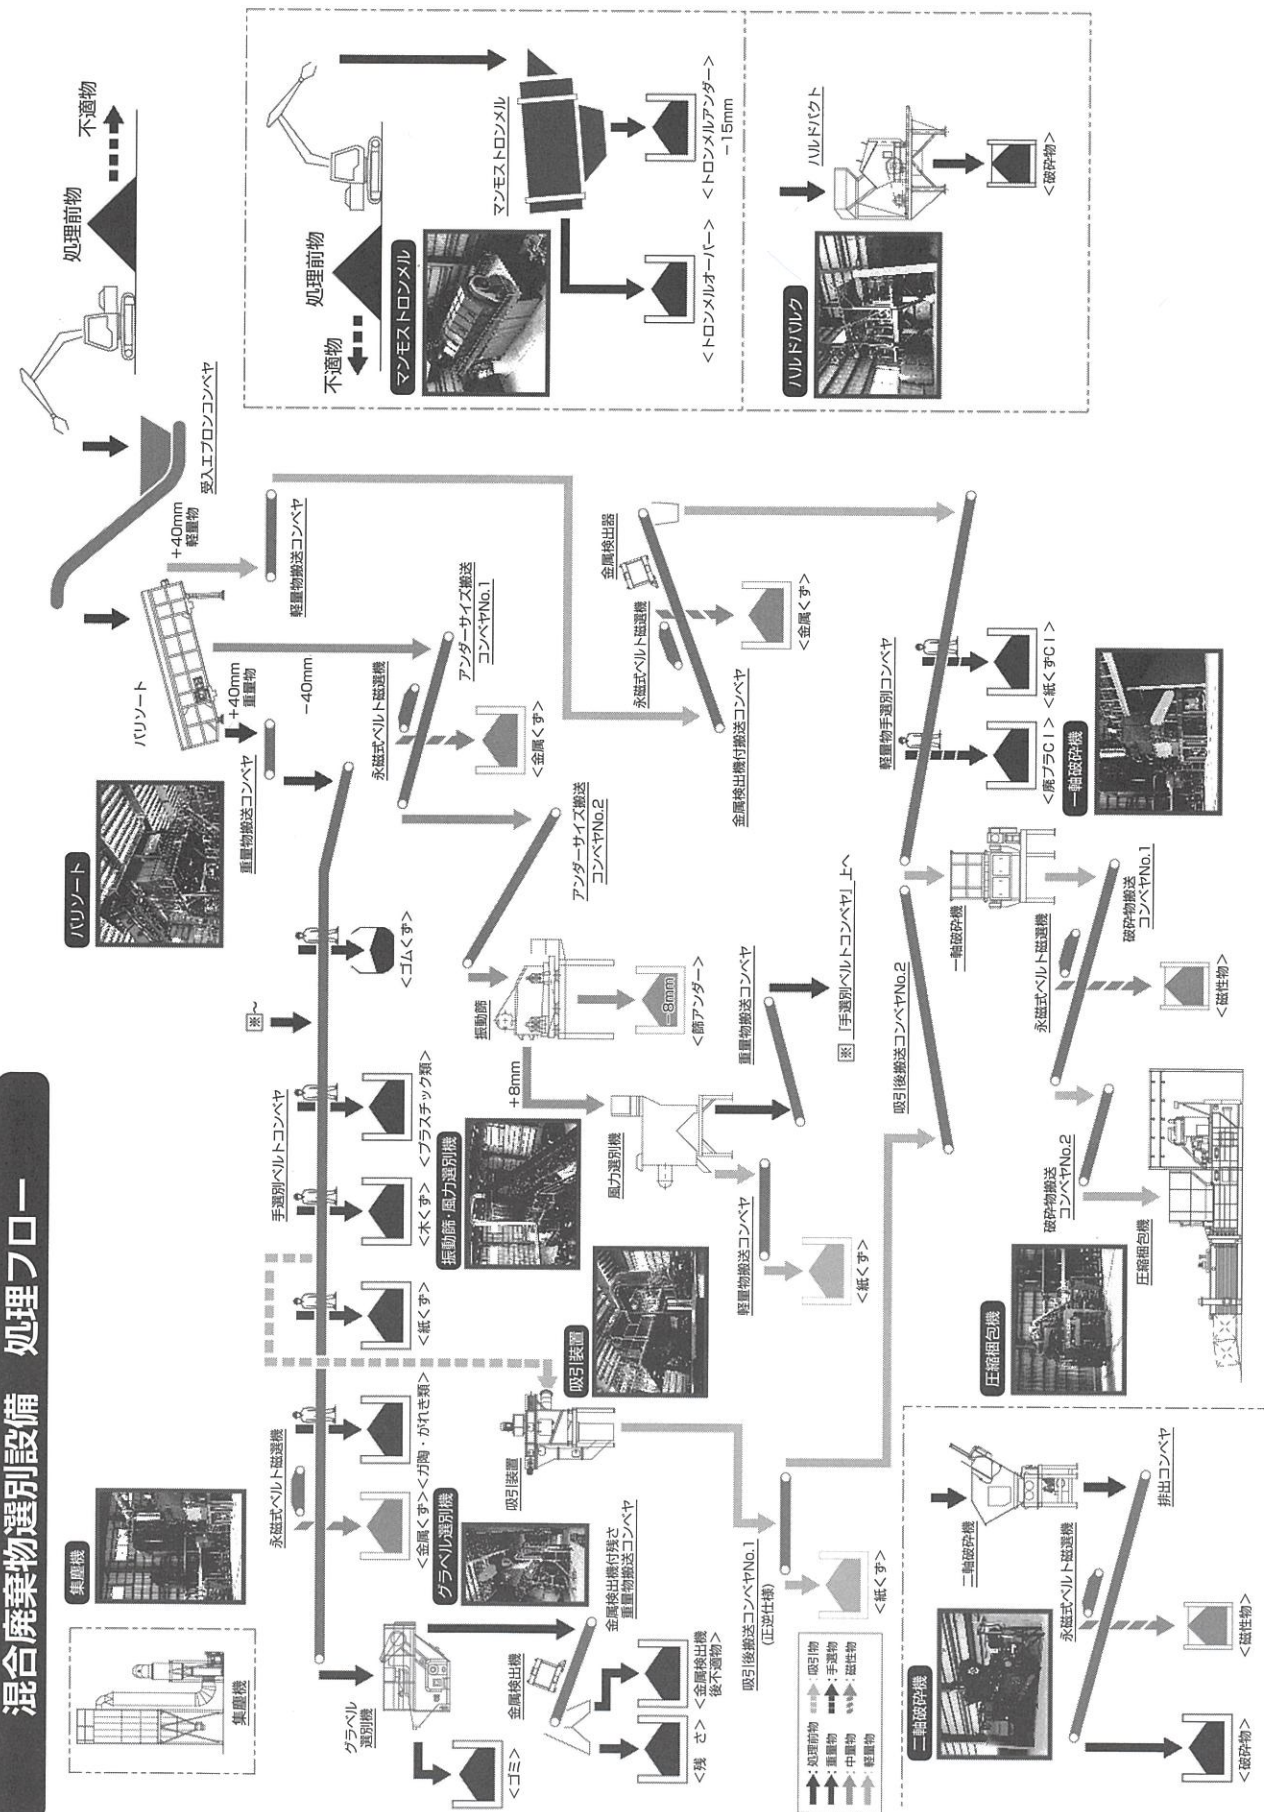 混合廃棄物選別設備　処理フロー
処理前物
不適物
受入エプロンコンベヤ
バリソート
バリソート
+40mm
軽量物
+40mm
重量物
−40mm
軽量物搬送コンベヤ
重量物搬送コンベヤ
アンダーサイズ搬送
コンベヤNo.1
永磁式ベルト磁選機
<金属くず>
アンダーサイズ搬送
コンベヤNo.2
振動篩
−8mm
<篩アンダー>
+8mm
振動篩・風力選別機
風力選別機
重量物搬送コンベヤ
※「手選別ベルトコンベヤ」上へ
軽量物搬送コンベヤ
<紙くず>
※~
手選別ベルトコンベヤ
<ゴムくず>
<プラスチック類>
<木くず>
<紙くず>
<ガ陶・がれき類>
永磁式ベルト磁選機
<金属くず>
集塵機
集塵機
グラベル選別機
グラベル
選別機
<ゴミ>
金属検出機
金属検出機付残さ
重量物搬送コンベヤ
<残 さ>
<金属検出機
後不適物>
吸引装置
吸引装置
吸引後搬送コンベヤNo.1
(正逆仕様)
<紙くず>
吸引後搬送コンベヤNo.2
金属検出器
永磁式ベルト磁選機
<金属くず>
金属検出機付搬送コンベヤ
軽量物手選別コンベヤ
<紙くずCI>
<廃プラCI>
一軸破砕機
一軸破砕機
永磁式ベルト磁選機
破砕物搬送
コンベヤNo.1
<磁性物>
破砕物搬送
コンベヤNo.2
圧縮梱包機
圧縮梱包機
マンモストロンメル
処理前物
不適物
マンモストロンメル
<トロンメルオーバー>
<トロンメルアンダー>
−15mm
ハルドバルク
ハルドパクト
<破砕物>
二軸破砕機
二軸破砕機
永磁式ベルト磁選機
排出コンベヤ
<破砕物>
<磁性物>
：処理前物
：重量物
：中量物
：軽量物
：吸引物
：手選物
：磁性物